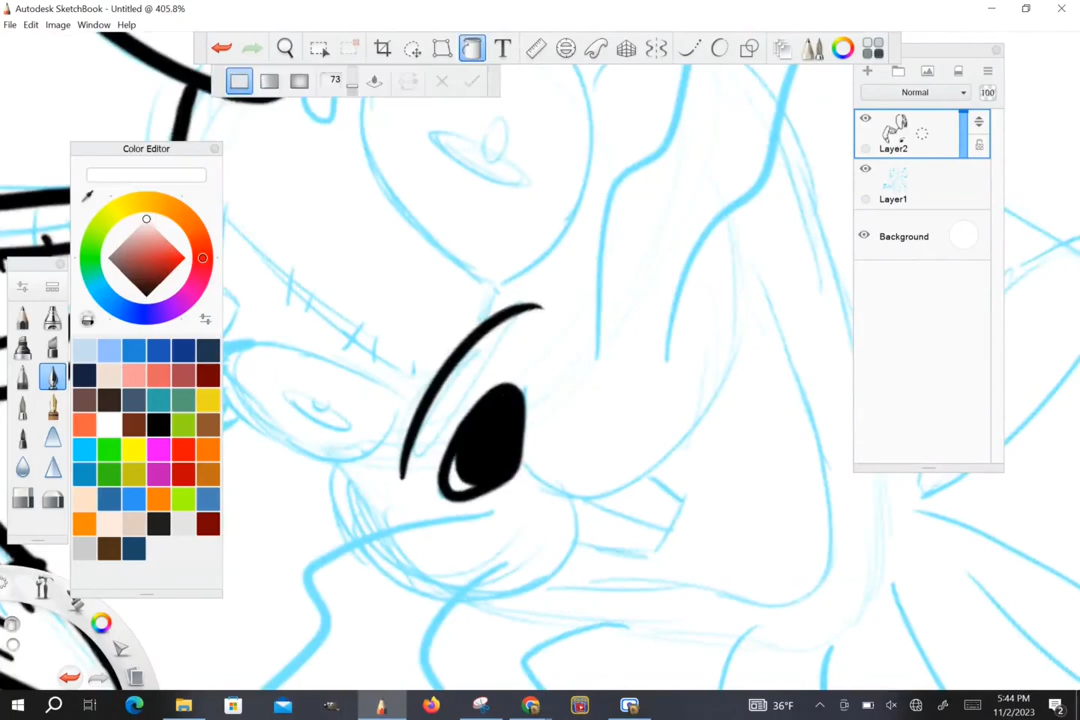 Autodesk SketchBook - Untitled @ 405.8%
File Edit Image Window Help
T
73
Color Editor
Normal
100
Layer2
Layer1
Background
36°F
5:44 PM
11/2/2023
2